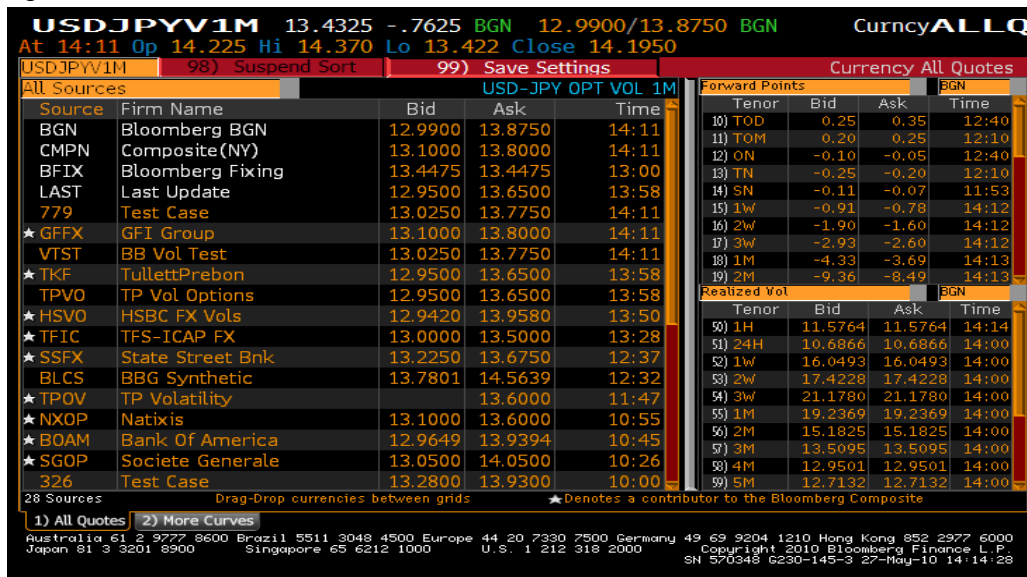 USDJPYV1M 13.4325 -.7625 BGN 12.9900/13.8750 BGN Curncy ALLQ
At 14:11 Op 14.225 Hi 14.370 Lo 13.422 Close 14.1950
USDJPYV1M 98) Suspend Sort 99) Save Settings Currency All Quotes
All Sources USD-JPY OPT VOL 1M
Source Firm Name Bid Ask Time
BGN Bloomberg BGN 12.9900 13.8750 14:11
CMPN Composite(NY) 13.1000 13.8000 14:11
BFIX Bloomberg Fixing 13.4475 13.4475 13:00
LAST Last Update 12.9500 13.6500 13:58
779 Test Case 13.0250 13.7750 14:11
★ GFFX GFI Group 13.1000 13.8000 14:11
VTST BB Vol Test 13.0250 13.7750 14:11
★ TKF TullettPrebon 12.9500 13.6500 13:58
TPVO TP Vol Options 12.9500 13.6500 13:58
★ HSVO HSBC FX Vols 12.9420 13.9580 13:50
★ TFIC TFS-ICAP FX 13.0000 13.5000 13:28
★ SSFX State Street Bnk 13.2250 13.6750 12:37
BLCS BBG Synthetic 13.7801 14.5639 12:32
★ TPOV TP Volatility 13.6000 11:47
★ NXOP Natixis 13.1000 13.6000 10:55
★ BOAM Bank Of America 12.9649 13.9394 10:45
★ SGOP Societe Generale 13.0500 14.0500 10:26
326 Test Case 13.2800 13.9300 10:00
Forward Points BGN
Tenor Bid Ask Time
10) TOD 0.25 0.35 12:40
11) TOM 0.20 0.25 12:10
12) ON -0.10 -0.05 12:40
13) TN -0.25 -0.20 12:10
14) SN -0.11 -0.07 11:53
15) 1W -0.91 -0.78 14:12
16) 2W -1.90 -1.60 14:12
17) 3W -2.93 -2.60 14:12
18) 1M -4.33 -3.69 14:13
19) 2M -9.36 -8.49 14:13
Realized Vol BGN
Tenor Bid Ask Time
50) 1H 11.5764 11.5764 14:14
51) 24H 10.6866 10.6866 14:00
52) 1W 16.0493 16.0493 14:00
53) 2W 17.4228 17.4228 14:00
54) 3W 21.1780 21.1780 14:00
55) 1M 19.2369 19.2369 14:00
56) 2M 15.1825 15.1825 14:00
57) 3M 13.5095 13.5095 14:00
58) 4M 12.9501 12.9501 14:00
59) 5M 12.7132 12.7132 14:00
28 Sources Drag-Drop currencies between grids ★Denotes a contributor to the Bloomberg Composite
1) All Quotes 2) More Curves
Australia 61 2 9777 8600 Brazil 5511 3048 4500 Europe 44 20 7330 7500 Germany 49 69 9204 1210 Hong Kong 852 2977 6000
Japan 81 3 3201 8900 Singapore 65 6212 1000 U.S. 1 212 318 2000 Copyright 2010 Bloomberg Finance L.P.
SN 570348 G230-145-3 27-May-10 14:14:28